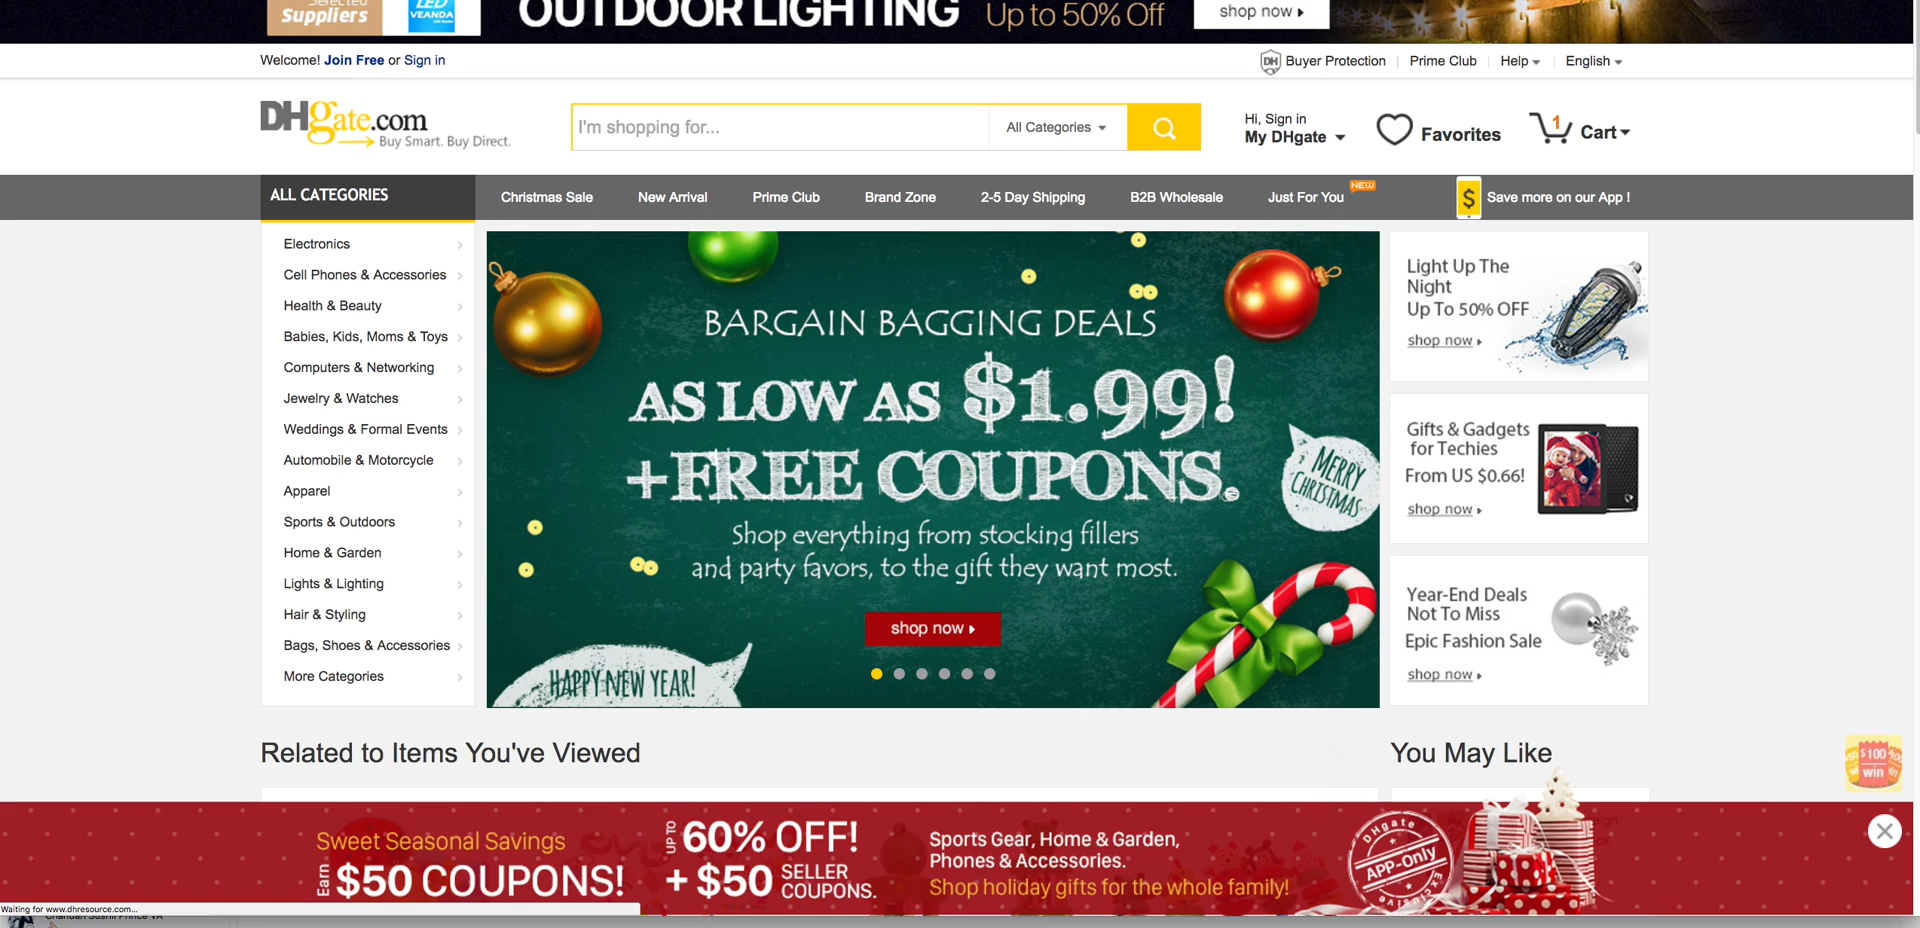 Selected
Suppliers
LED
VEANDA
OUTDOOR LIGHTING
Up to 50% Off
shop now
Welcome! Join Free or Sign in
DH
Buyer Protection
Prime Club
Help
English
DHgate.com
Buy Smart. Buy Direct.
I'm shopping for...
All Categories
Hi, Sign in
My DHgate
Favorites
1
Cart
ALL CATEGORIES
Christmas Sale
New Arrival
Prime Club
Brand Zone
2-5 Day Shipping
B2B Wholesale
Just For You
NEW
$
Save more on our App !
Electronics
Cell Phones & Accessories
Health & Beauty
Babies, Kids, Moms & Toys
Computers & Networking
Jewelry & Watches
Weddings & Formal Events
Automobile & Motorcycle
Apparel
Sports & Outdoors
Home & Garden
Lights & Lighting
Hair & Styling
Bags, Shoes & Accessories
More Categories
BARGAIN BAGGING DEALS
AS LOW AS $1.99!
+FREE COUPONS.
Shop everything from stocking fillers
and party favors, to the gift they want most.
shop now
MERRY
CHRISTMAS
HAPPY NEW YEAR!
Light Up The
Night
Up To 50% OFF
shop now
Gifts & Gadgets
for Techies
From US $0.66!
shop now
Year-End Deals
Not To Miss
Epic Fashion Sale
shop now
Related to Items You've Viewed
You May Like
$100
win
Sweet Seasonal Savings
Earn $50 COUPONS!
UP TO 60% OFF!
+ $50 SELLER COUPONS.
Sports Gear, Home & Garden,
Phones & Accessories.
Shop holiday gifts for the whole family!
DHgate
APP-Only
Exclusive
Waiting for www.dhresource.com...